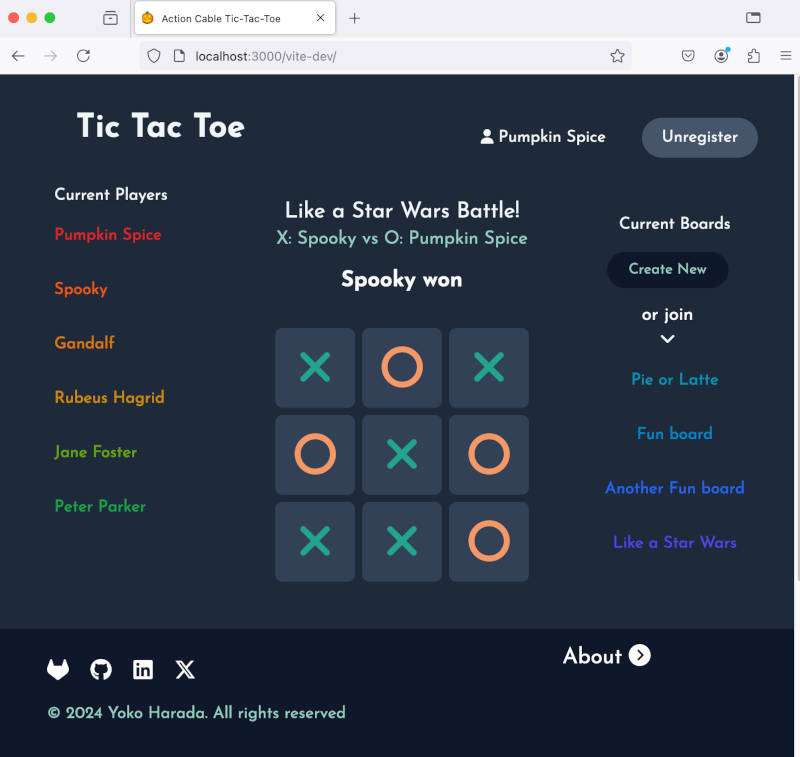 Action Cable Tic-Tac-Toe
localhost:3000/vite-dev/
Tic Tac Toe
Pumpkin Spice
Unregister
Current Players
Pumpkin Spice
Spooky
Gandalf
Rubeus Hagrid
Jane Foster
Peter Parker
Like a Star Wars Battle!
X: Spooky vs O: Pumpkin Spice
Spooky won
Current Boards
Create New
or join
Pie or Latte
Fun board
Another Fun board
Like a Star Wars
About
© 2024 Yoko Harada. All rights reserved